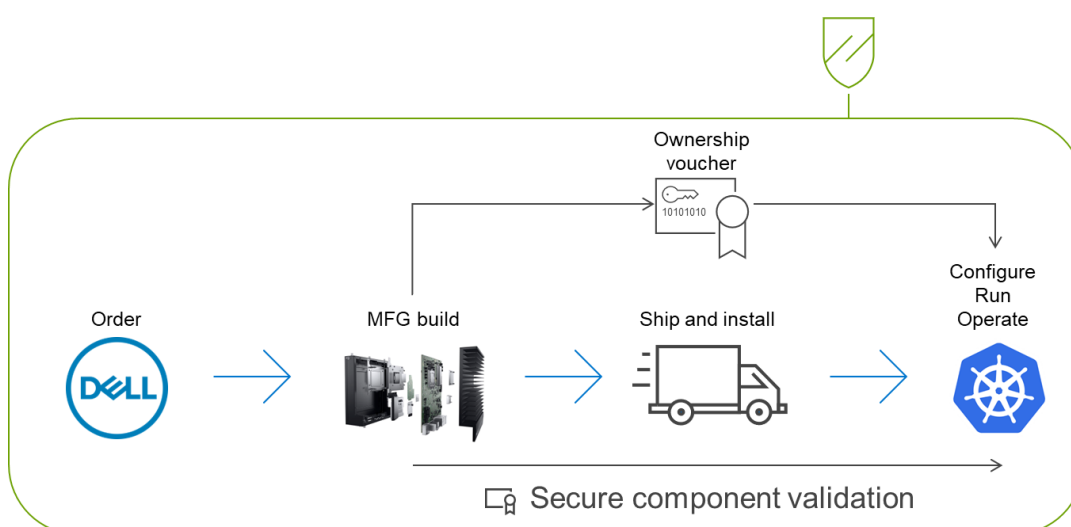 Ownership
voucher
10101010
Configure
Run
Operate
Order
MFG build
Ship and install
DELL
Secure component validation